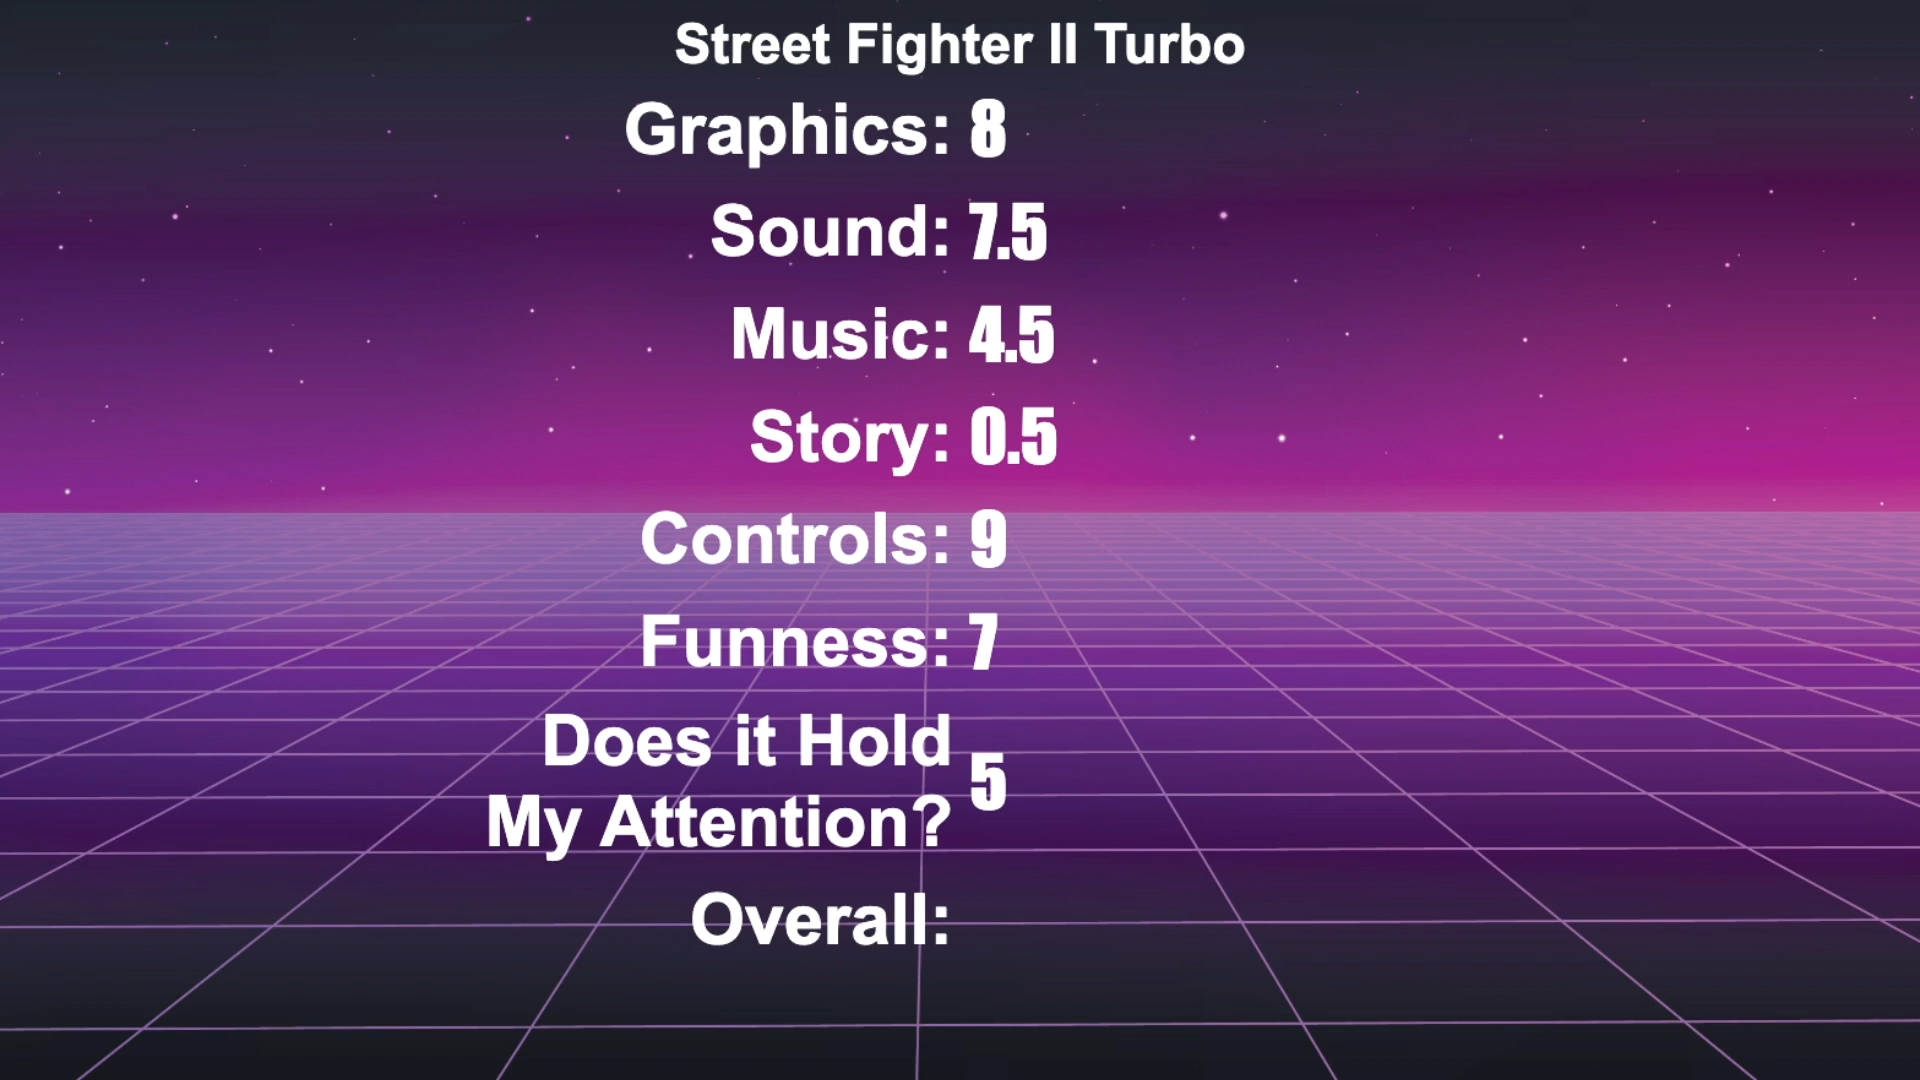 Street Fighter II Turbo
Graphics: 8
Sound: 7.5
Music: 4.5
Story: 0.5
Controls: 9
Funness: 7
Does it Hold
My Attention? 5
Overall: